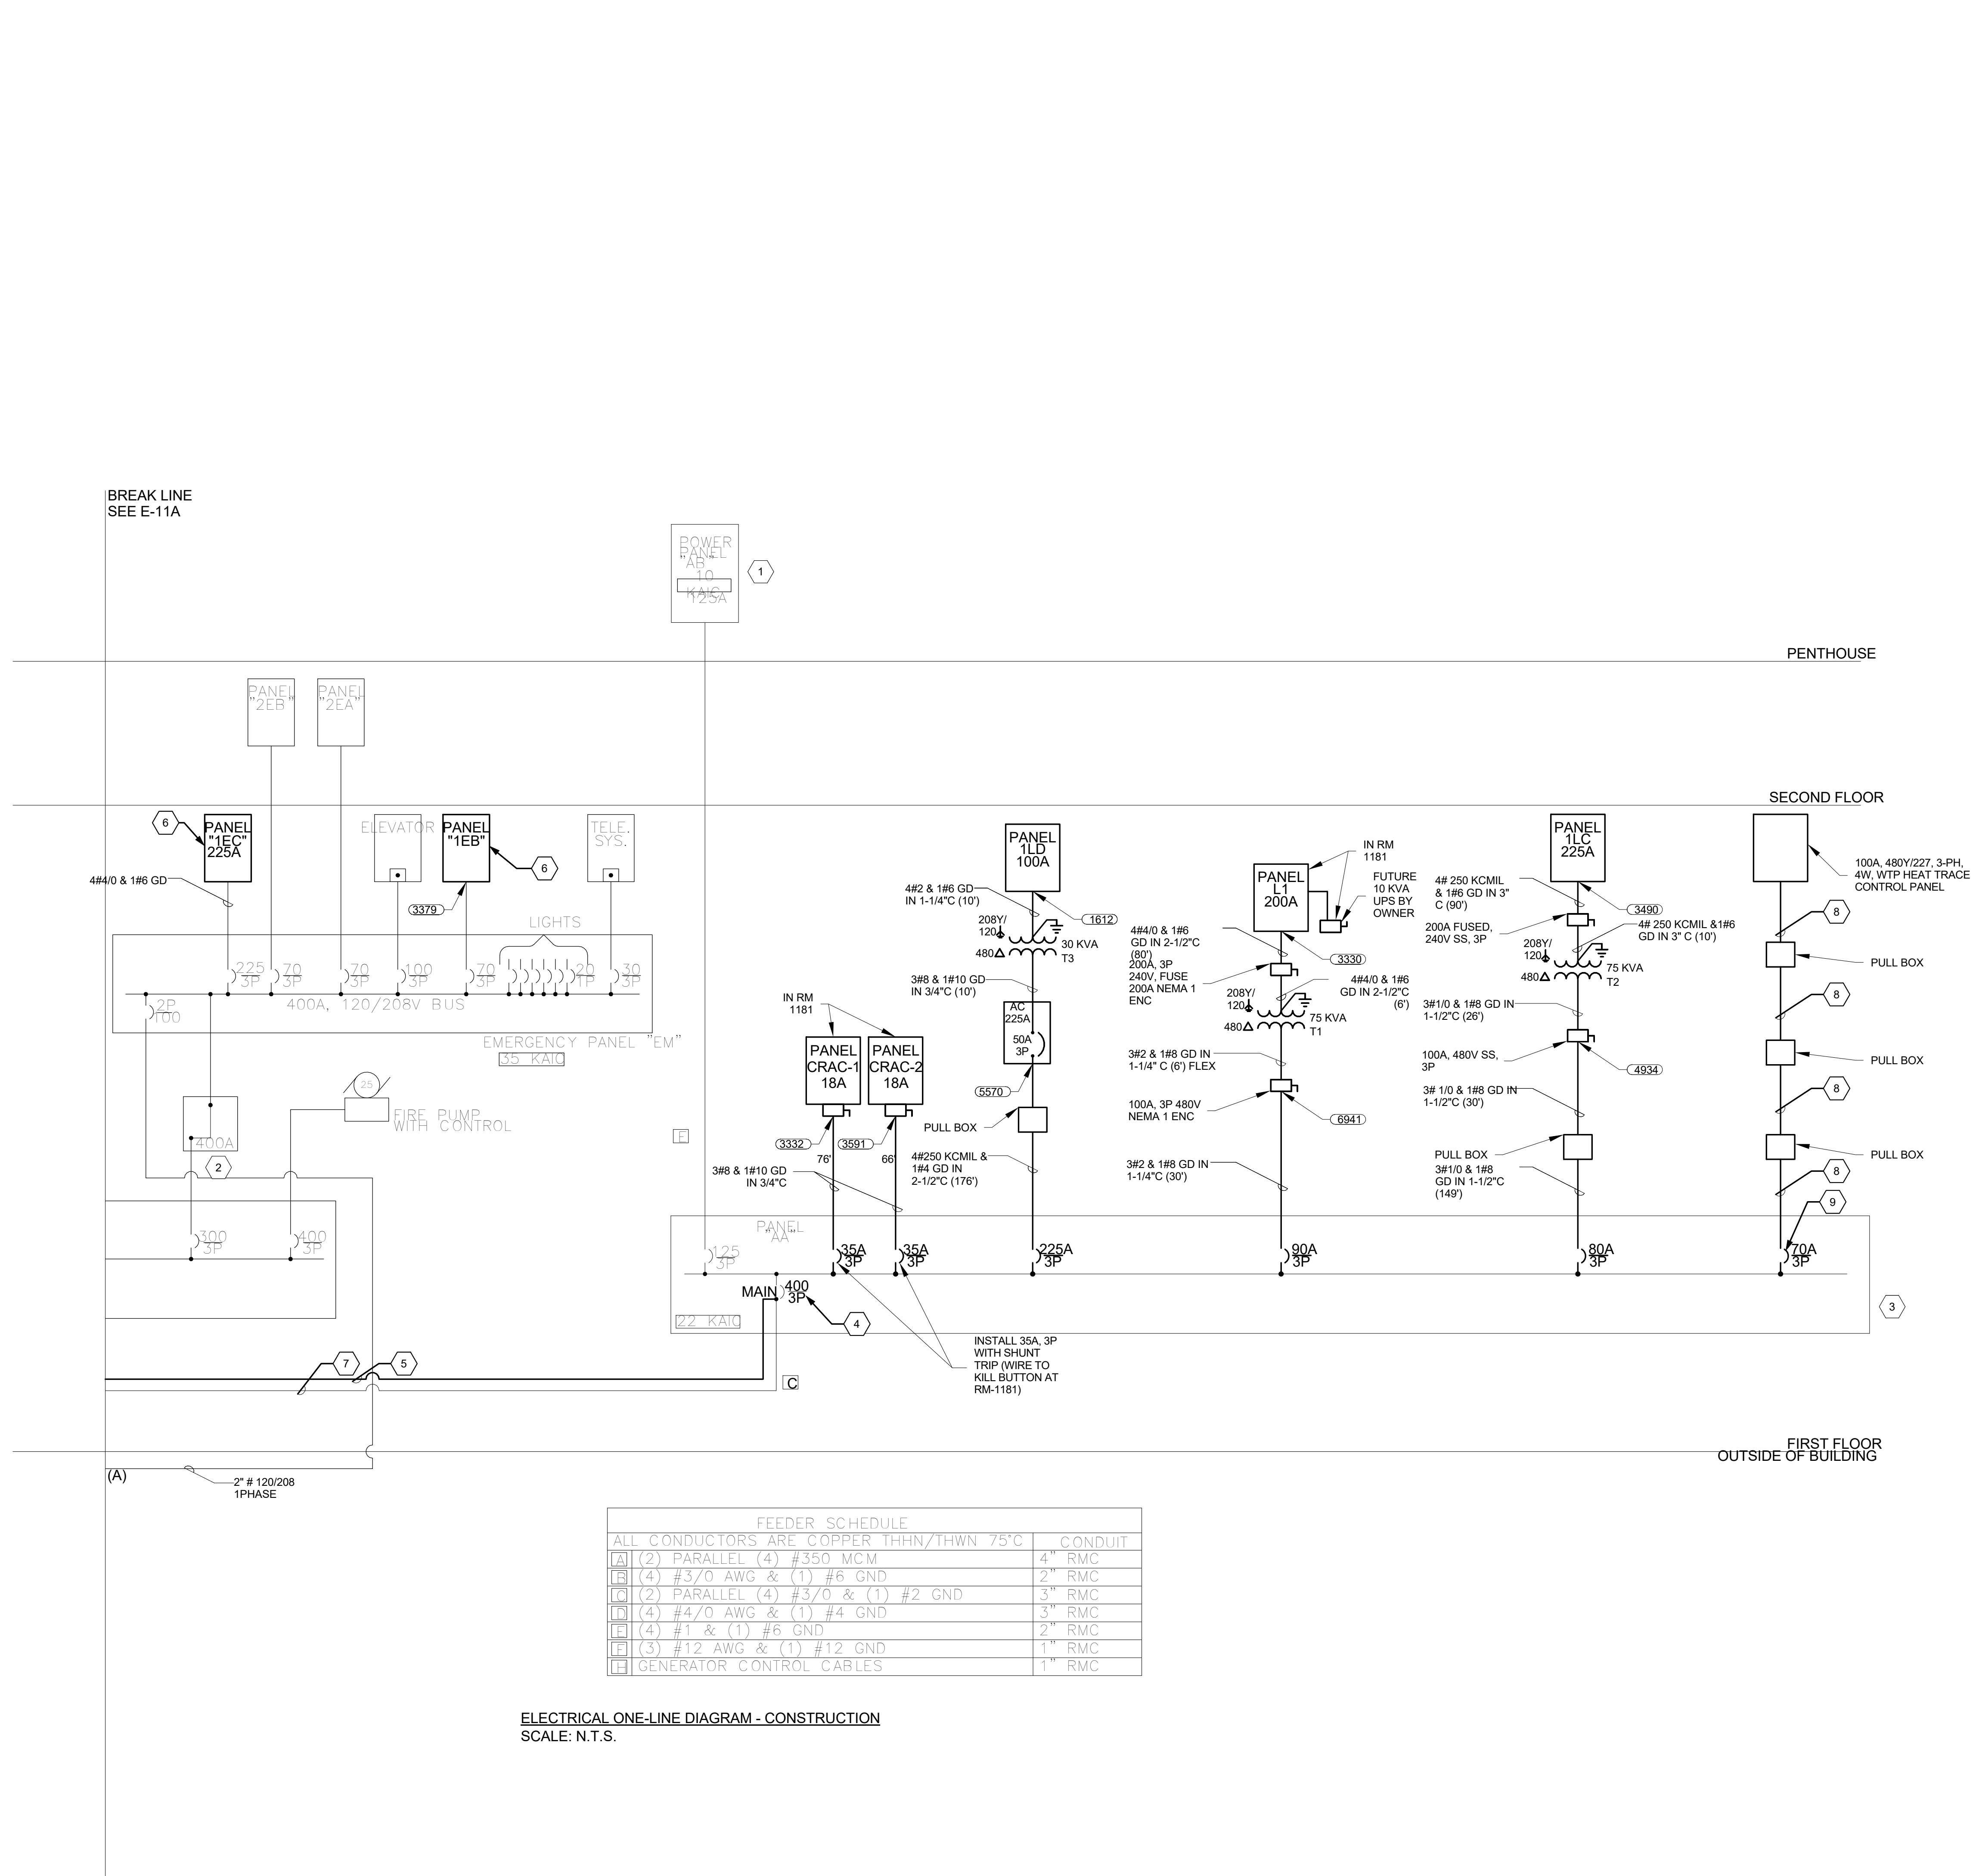 BREAK LINE
SEE E-11A
POWER
PANEL
"AB"
10
KAIC
125A
1
PENTHOUSE
PANEL
"2EB"
PANEL
"2EA"
SECOND FLOOR
6
PANEL
"1EC"
225A
4#4/0 & 1#6 GD
ELEVATOR
PANEL
"1EB"
6
3379
TELE.
SYS.
LIGHTS
225
3P
70
3P
70
3P
100
3P
70
3P
20
1P
30
3P
2P
100
400A, 120/208V BUS
EMERGENCY PANEL "EM"
35 KAIC
25
FIRE PUMP
WITH CONTROL
400A
2
300
3P
400
3P
E
IN RM
1181
PANEL
CRAC-1
18A
PANEL
CRAC-2
18A
3332
3591
76'
66'
3#8 & 1#10 GD
IN 3/4"C
PANEL
1LD
100A
4#2 & 1#6 GD
IN 1-1/4"C (10')
1612
208Y/
120
480
30 KVA
T3
3#8 & 1#10 GD
IN 3/4"C (10')
AC
225A
50A
3P
5570
PULL BOX
4#250 KCMIL &
1#4 GD IN
2-1/2"C (176')
PANEL
L1
200A
IN RM
1181
FUTURE
10 KVA
UPS BY
OWNER
3330
4#4/0 & 1#6
GD IN 2-1/2"C
(80')
200A, 3P
240V, FUSE
200A NEMA 1
ENC
4#4/0 & 1#6
GD IN 2-1/2"C
(6')
208Y/
120
480
75 KVA
T1
3#2 & 1#8 GD IN
1-1/4" C (6') FLEX
100A, 3P 480V
NEMA 1 ENC
6941
3#2 & 1#8 GD IN
1-1/4"C (30')
PANEL
1LC
225A
4# 250 KCMIL
& 1#6 GD IN 3"
C (90')
3490
200A FUSED,
240V SS, 3P
4# 250 KCMIL &1#6
GD IN 3" C (10')
208Y/
120
480
75 KVA
T2
3#1/0 & 1#8 GD IN
1-1/2"C (26')
100A, 480V SS,
3P
4934
3# 1/0 & 1#8 GD IN
1-1/2"C (30')
PULL BOX
3#1/0 & 1#8
GD IN 1-1/2"C
(149')
100A, 480Y/227, 3-PH,
4W, WTP HEAT TRACE
CONTROL PANEL
8
PULL BOX
8
PULL BOX
8
PULL BOX
8
9
PANEL
"AA"
125
3P
35A
3P
35A
3P
225A
3P
90A
3P
80A
3P
70A
3P
MAIN
400
3P
22 KAIC
4
3
INSTALL 35A, 3P
WITH SHUNT
TRIP (WIRE TO
KILL BUTTON AT
RM-1181)
7
5
C
FIRST FLOOR
OUTSIDE OF BUILDING
(A)
2" # 120/208
1PHASE
FEEDER SCHEDULE
ALL CONDUCTORS ARE COPPER THHN/THWN 75°C CONDUIT
A (2) PARALLEL (4) #350 MCM 4" RMC
B (4) #3/0 AWG & (1) #6 GND 2" RMC
C (2) PARALLEL (4) #3/0 & (1) #2 GND 3" RMC
D (4) #4/0 AWG & (1) #4 GND 3" RMC
E (4) #1 & (1) #6 GND 2" RMC
F (3) #12 AWG & (1) #12 GND 1" RMC
H GENERATOR CONTROL CABLES 1" RMC
ELECTRICAL ONE-LINE DIAGRAM - CONSTRUCTION
SCALE: N.T.S.